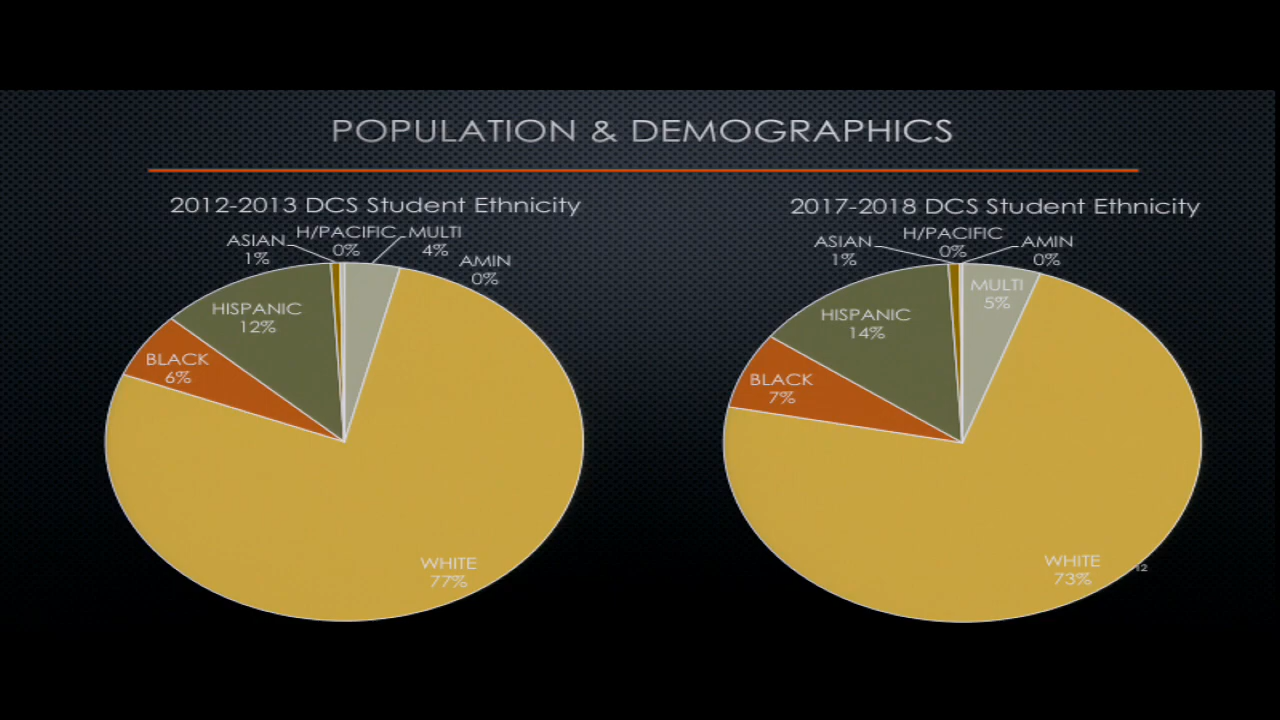 POPULATION & DEMOGRAPHICS
2012-2013 DCS Student Ethnicity
H/PACIFIC
0%
MULTI
4%
ASIAN
1%
AMIN
0%
HISPANIC
12%
BLACK
6%
WHITE
77%
2017-2018 DCS Student Ethnicity
H/PACIFIC
0%
ASIAN
1%
AMIN
0%
MULTI
5%
HISPANIC
14%
BLACK
7%
WHITE
73%
12